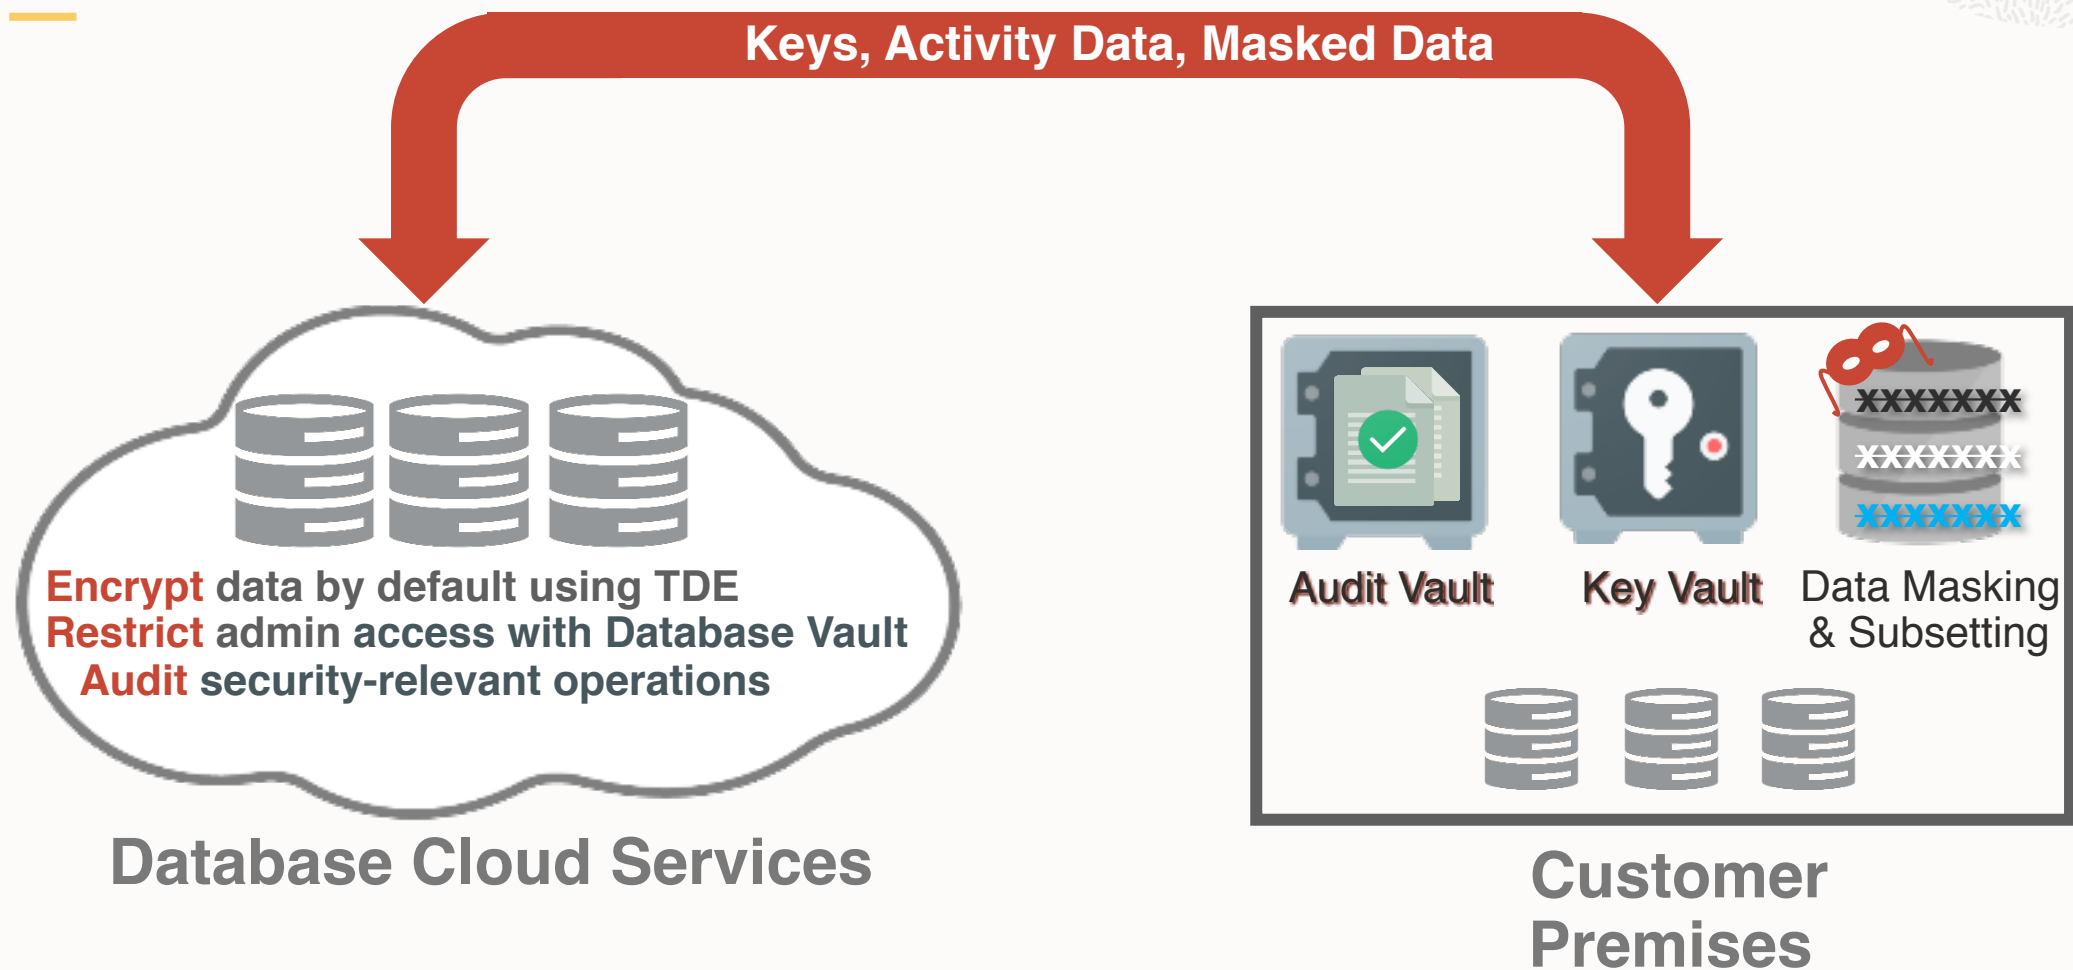 Keys, Activity Data, Masked Data
Encrypt data by default using TDE
Restrict admin access with Database Vault
Audit security-relevant operations
Database Cloud Services
xxxxxxx
xxxxxxx
xxxxxxx
Audit Vault
Key Vault
Data Masking
& Subsetting
Customer
Premises